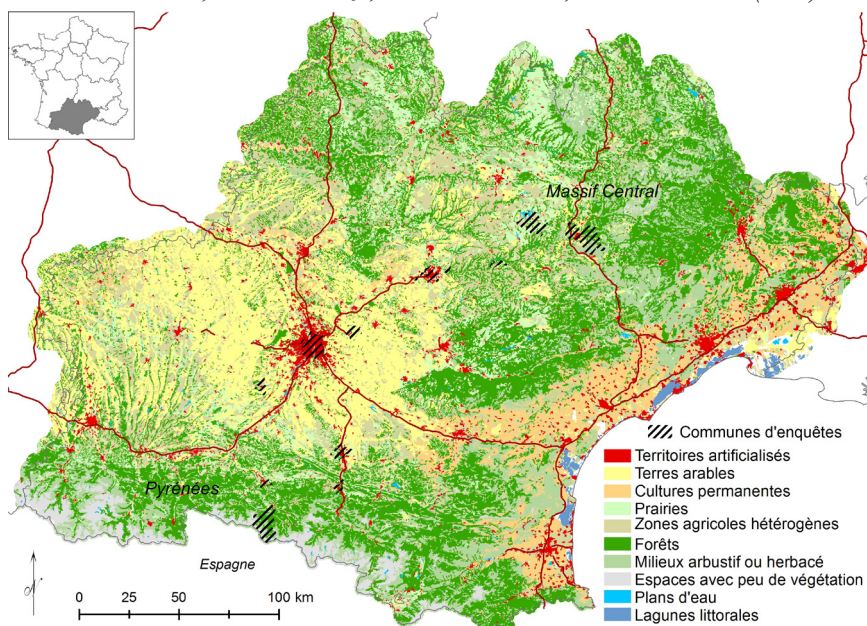 Massif Central
Pyrénées
Espagne
N
0 25 50 100 km
Communes d'enquêtes
Territoires artificialisés
Terres arables
Cultures permanentes
Prairies
Zones agricoles hétérogènes
Forêts
Milieux arbustif ou herbacé
Espaces avec peu de végétation
Plans d'eau
Lagunes littorales